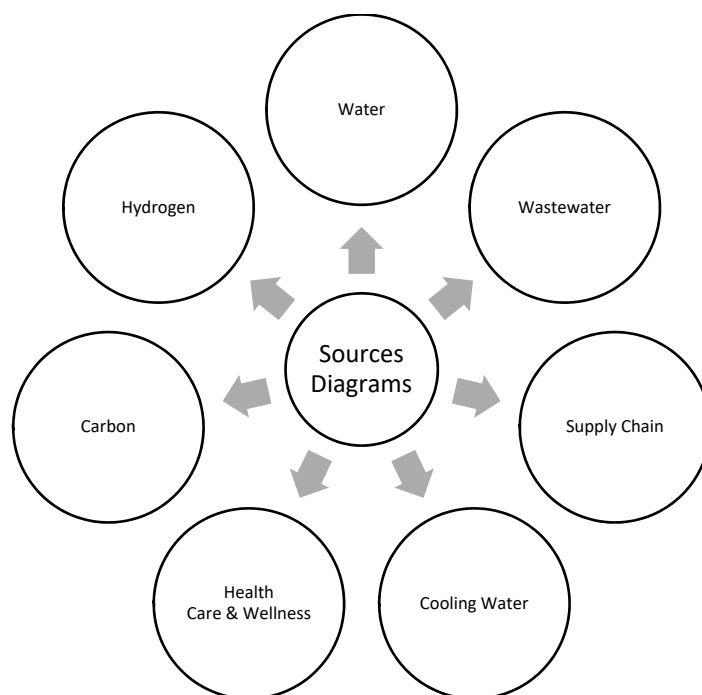 Water
Hydrogen
Wastewater
Sources
Diagrams
Carbon
Supply Chain
Health
Care & Wellness
Cooling Water